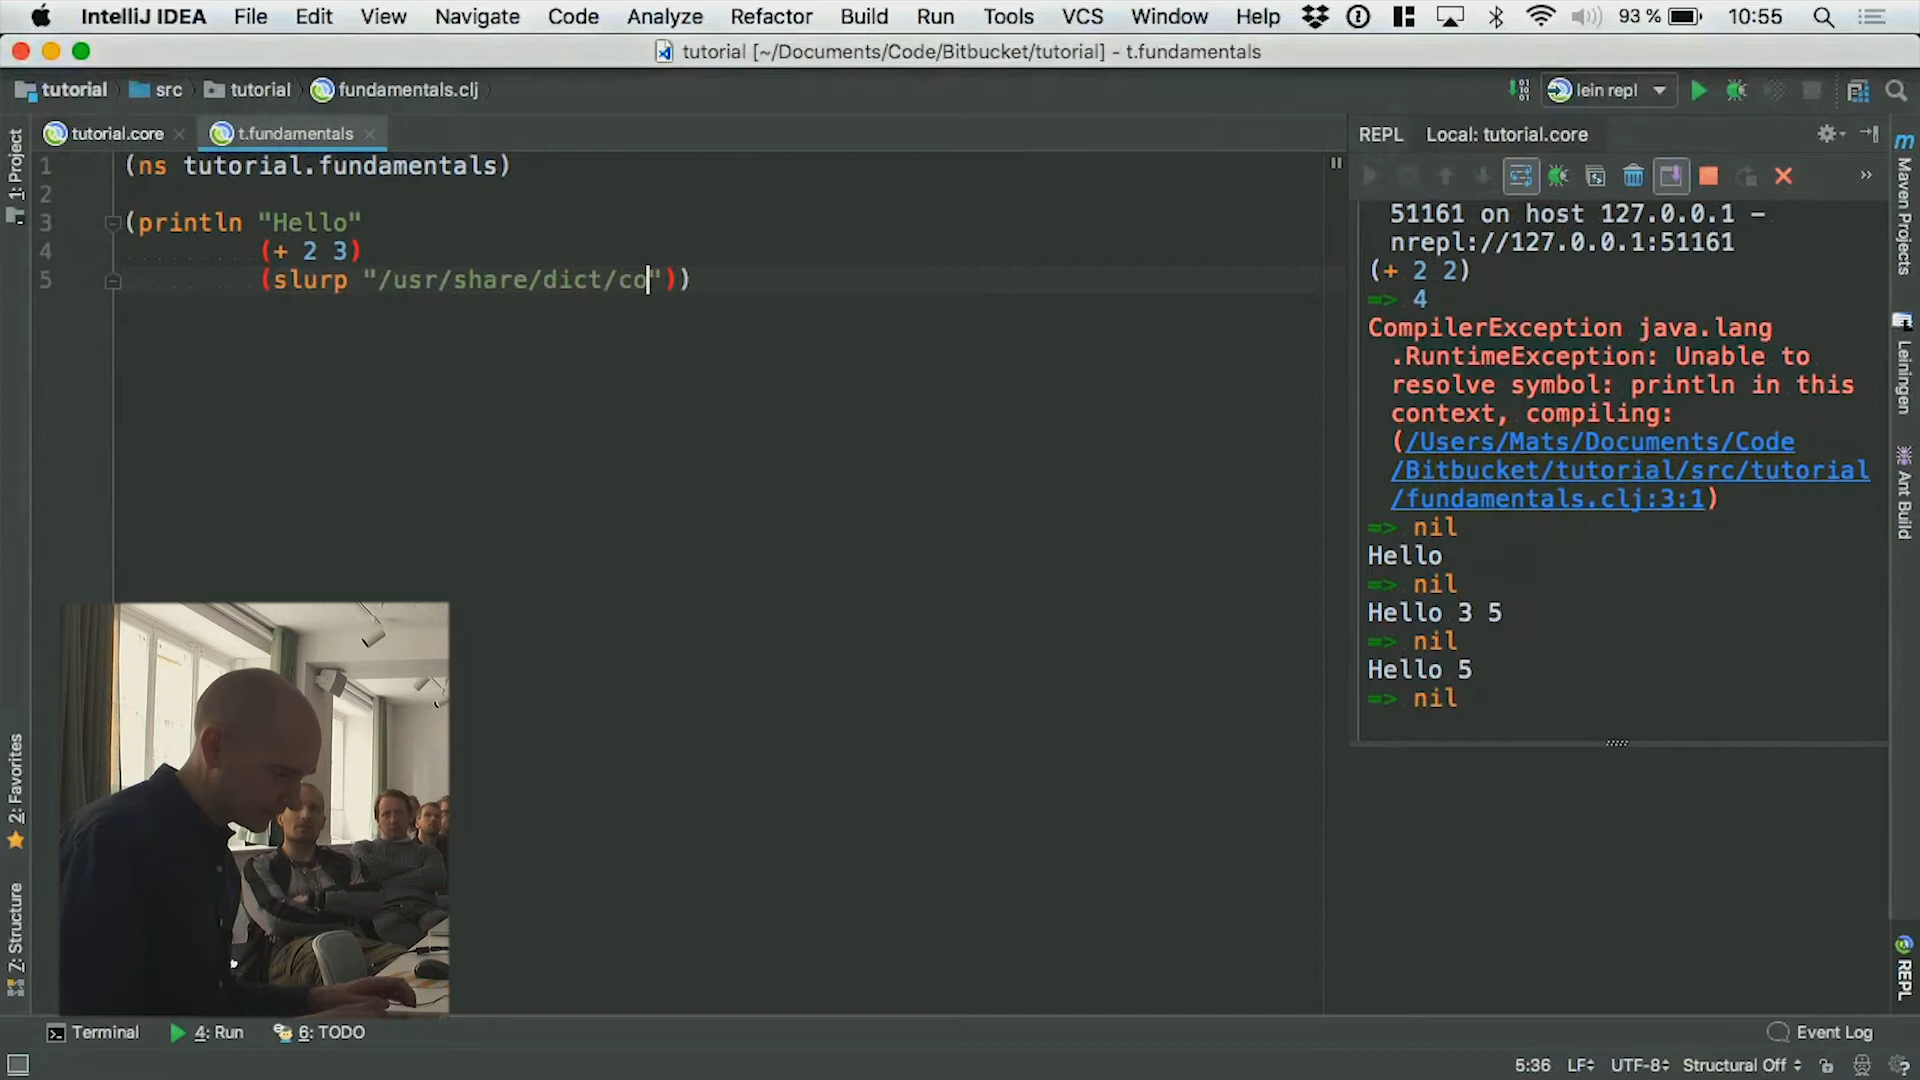 IntelliJ IDEA File Edit View Navigate Code Analyze Refactor Build Run Tools VCS Window Help 93 % 10:55
tutorial [~/Documents/Code/Bitbucket/tutorial] - t.fundamentals
tutorial src tutorial fundamentals.clj lein repl
tutorial.core t.fundamentals
1 (ns tutorial.fundamentals)
2
3 (println "Hello"
4 (+ 2 3)
5 (slurp "/usr/share/dict/co"))
REPL Local: tutorial.core
51161 on host 127.0.0.1 -
nrepl://127.0.0.1:51161
(+ 2 2)
=> 4
CompilerException java.lang
.RuntimeException: Unable to
resolve symbol: println in this
context, compiling:
(/Users/Mats/Documents/Code
/Bitbucket/tutorial/src/tutorial
/fundamentals.clj:3:1)
=> nil
Hello
=> nil
Hello 3 5
=> nil
Hello 5
=> nil
1: Project
2: Favorites
Z: Structure
Maven Projects
Leiningen
Ant Build
REPL
Terminal 4: Run 6: TODO Event Log
5:36 LF UTF-8 Structural Off